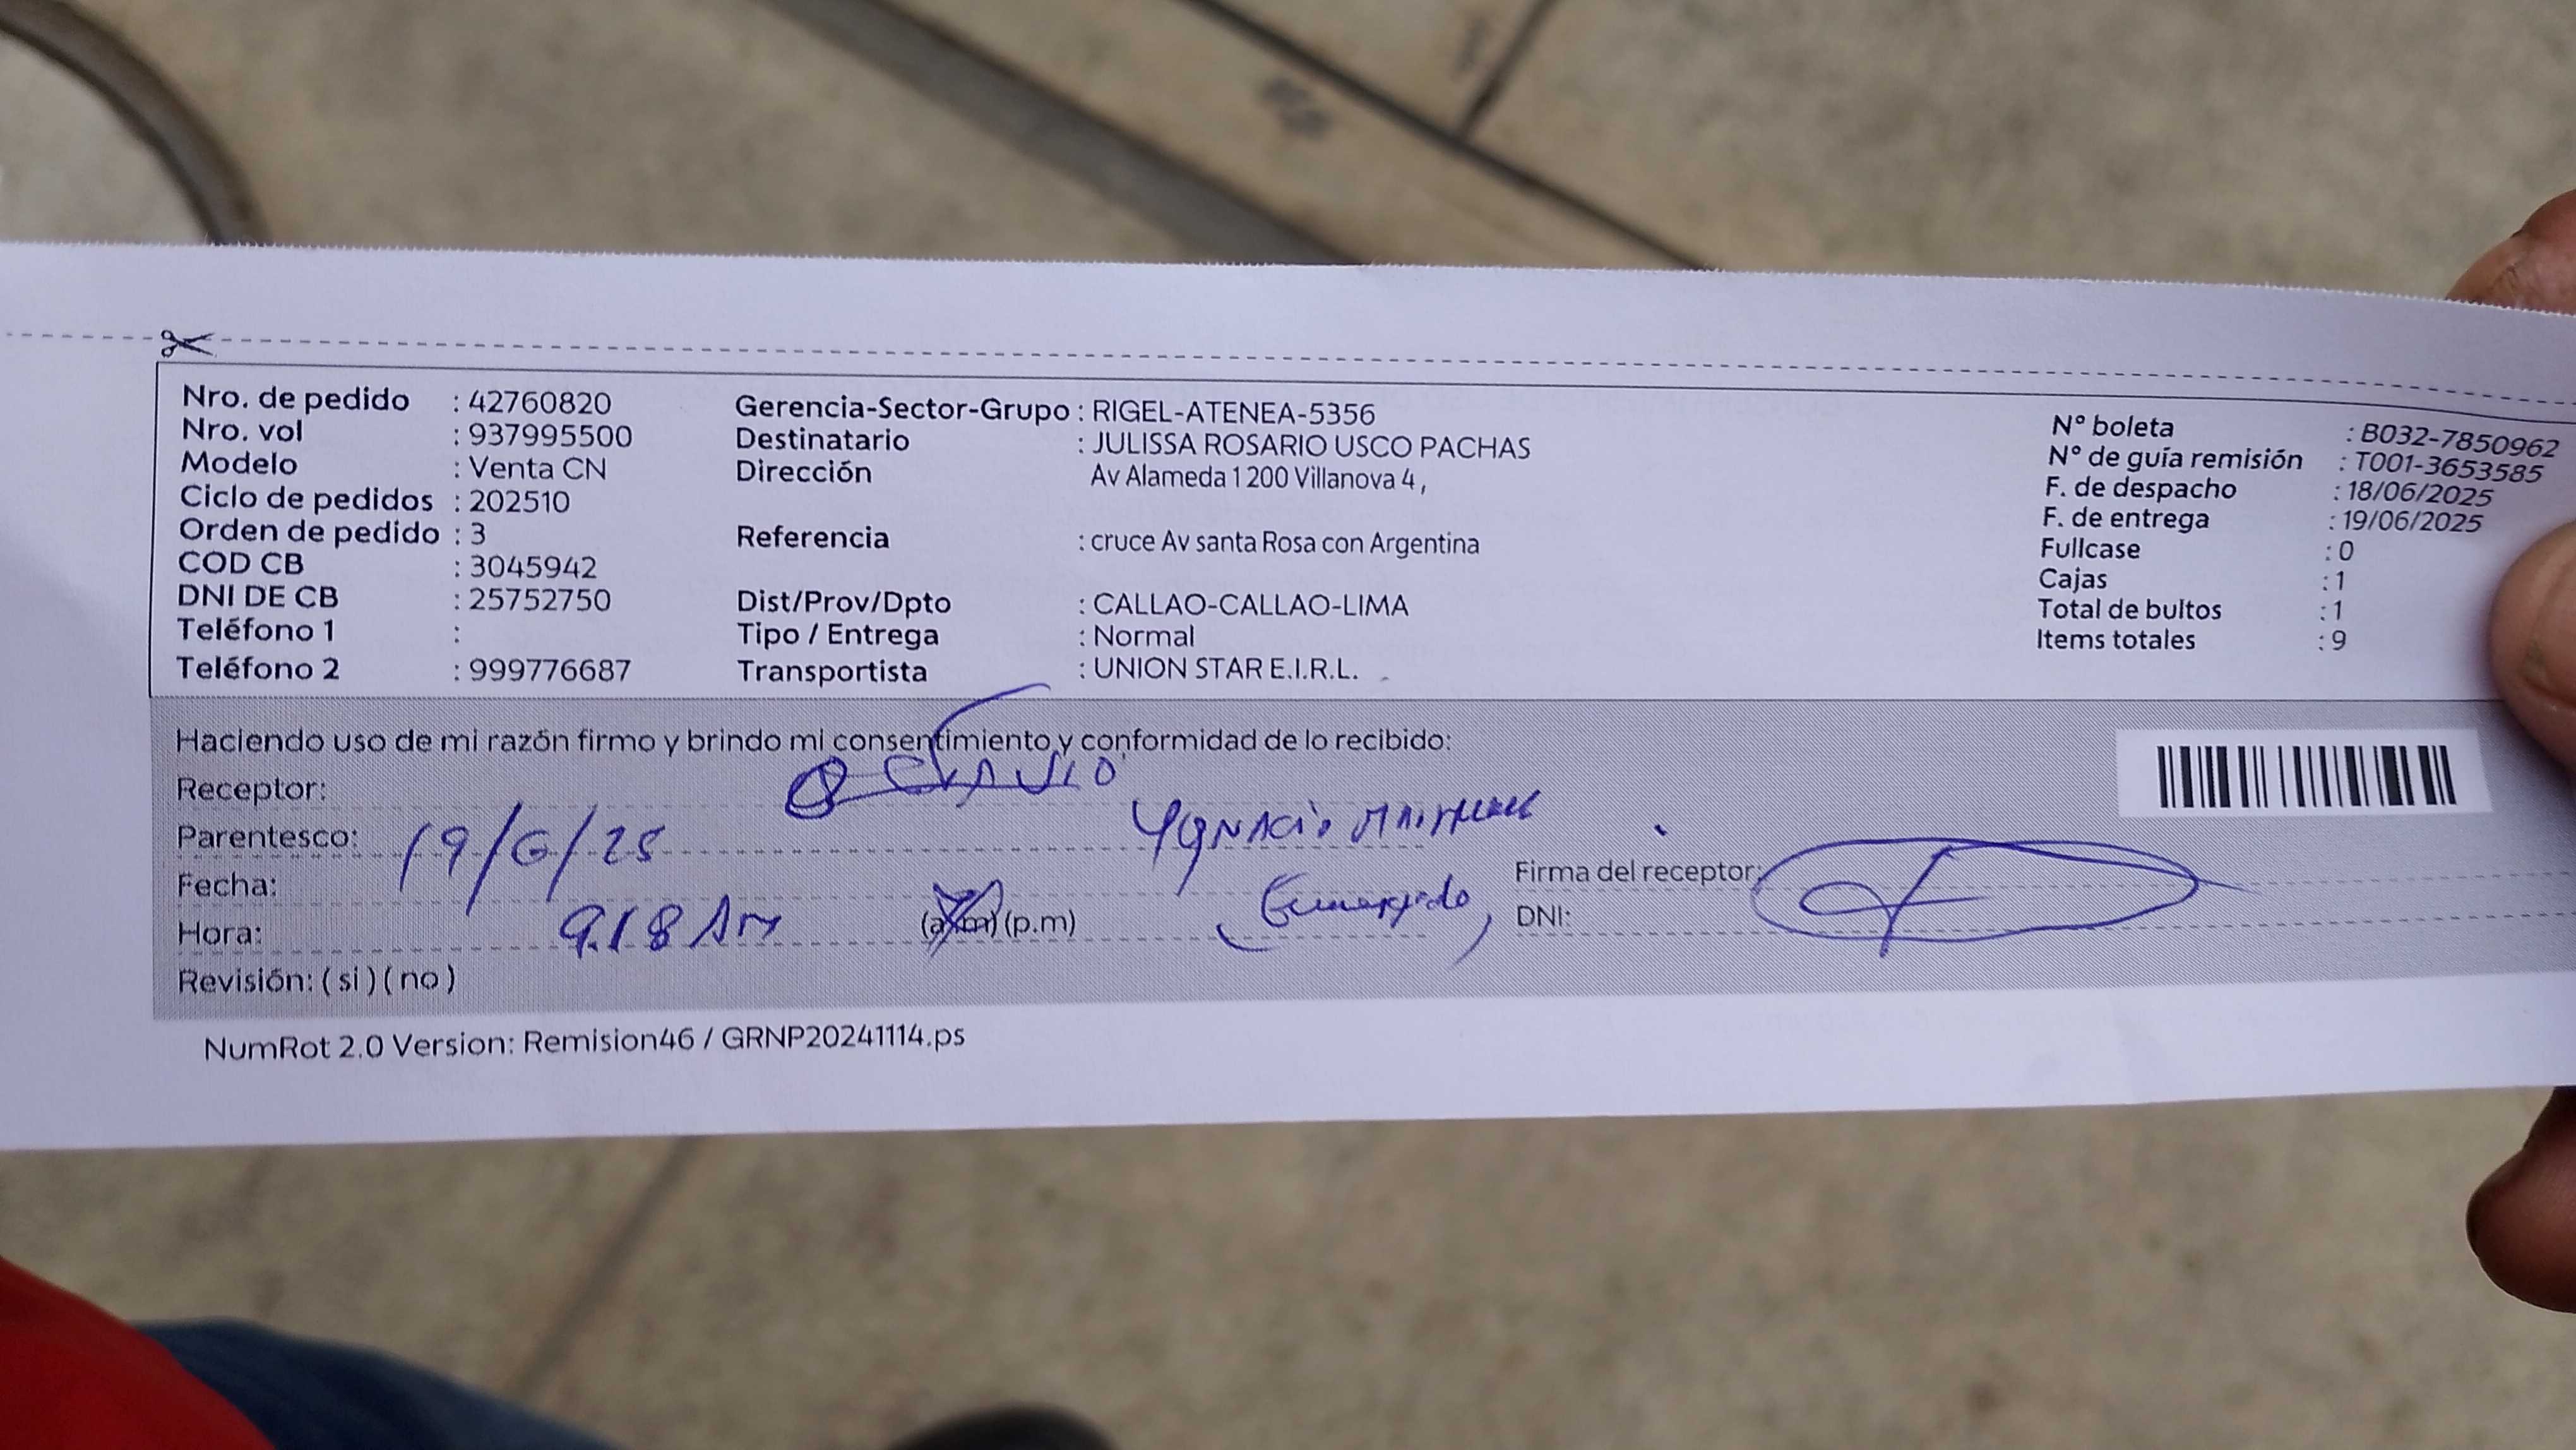 Nro. de pedido : 42760820
Nro. vol : 937995500
Modelo : Venta CN
Ciclo de pedidos : 202510
Orden de pedido : 3
COD CB : 3045942
DNI DE CB : 25752750
Teléfono 1 :
Teléfono 2 : 999776687
Gerencia-Sector-Grupo : RIGEL-ATENEA-5356
Destinatario : JULISSA ROSARIO USCO PACHAS
Dirección Av Alameda 1200 Villanova 4 ,
Referencia : cruce Av santa Rosa con Argentina
Dist/Prov/Dpto : CALLAO-CALLAO-LIMA
Tipo / Entrega : Normal
Transportista : UNION STAR E.I.R.L.
N° boleta : B032-7850962
N° de guía remisión : T001-3653585
F. de despacho : 18/06/2025
F. de entrega : 19/06/2025
Fullcase : 0
Cajas : 1
Total de bultos : 1
Items totales : 9
Haciendo uso de mi razón firmo y brindo mi consentimiento y conformidad de lo recibido:
Receptor:
Parentesco: Ygnacio
Fecha: 19/6/25
Hora: 9.18 Am (a.m) (p.m)
Firma del receptor:
DNI:
Revisión: ( si ) ( no )
NumRot 2.0 Version: Remision46 / GRNP20241114.ps